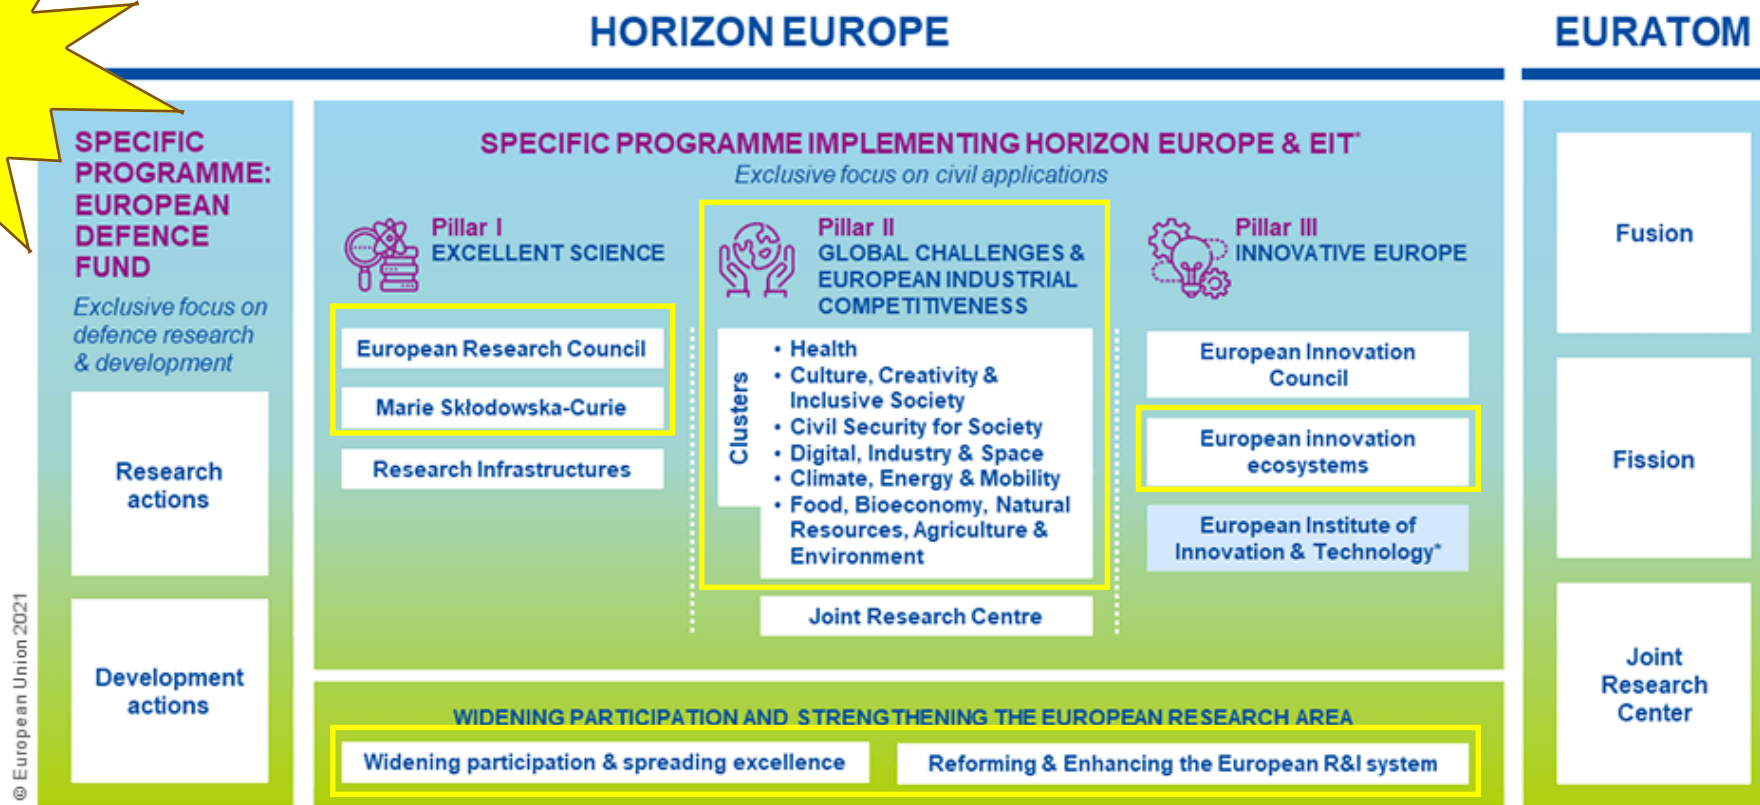 HORIZON EUROPE
EURATOM
SPECIFIC
PROGRAMME:
EUROPEAN
DEFENCE
FUND
Exclusive focus on
defence research
& development
Research
actions
Development
actions
SPECIFIC PROGRAMME IMPLEMENTING HORIZON EUROPE & EIT*
Exclusive focus on civil applications
Pillar I
EXCELLENT SCIENCE
European Research Council
Marie Skłodowska-Curie
Research Infrastructures
Pillar II
GLOBAL CHALLENGES &
EUROPEAN INDUSTRIAL
COMPETITIVENESS
Clusters
• Health
• Culture, Creativity &
Inclusive Society
• Civil Security for Society
• Digital, Industry & Space
• Climate, Energy & Mobility
• Food, Bioeconomy, Natural
Resources, Agriculture &
Environment
Joint Research Centre
Pillar III
INNOVATIVE EUROPE
European Innovation
Council
European innovation
ecosystems
European Institute of
Innovation & Technology*
WIDENING PARTICIPATION AND STRENGTHENING THE EUROPEAN RESEARCH AREA
Widening participation & spreading excellence
Reforming & Enhancing the European R&I system
Fusion
Fission
Joint
Research
Center
© European Union 2021